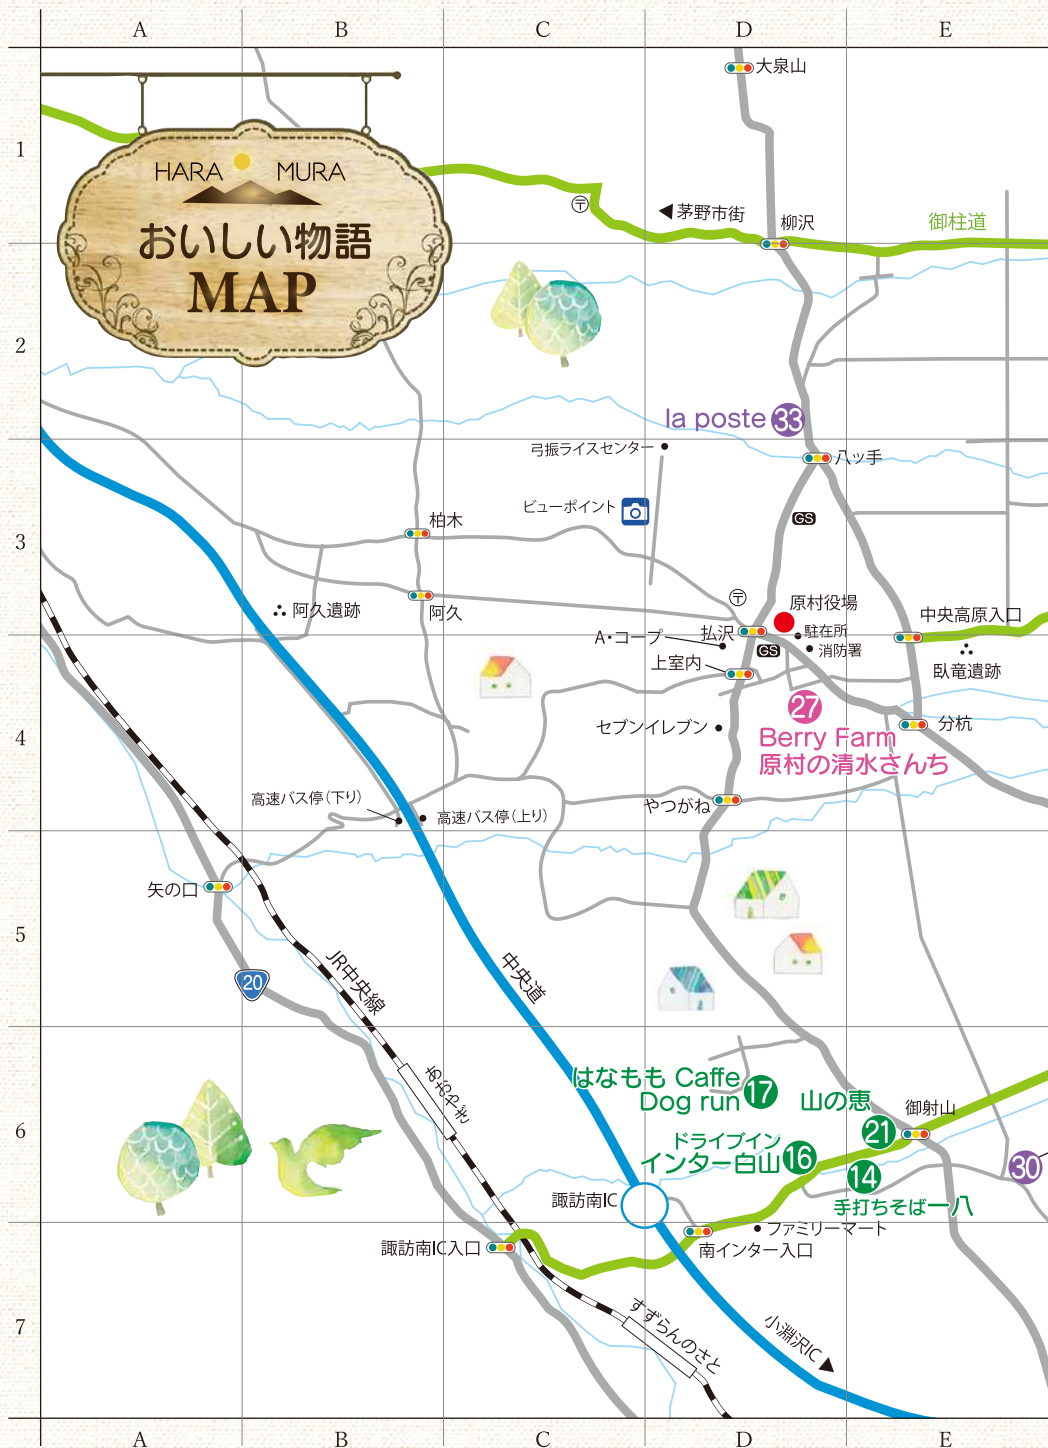 A B C D E
大泉山
1
HARA MURA
おいしい物語
MAP
〒
茅野市街
柳沢
御柱道
2
la poste 33
弓振ライスセンター
八ッ手
ビューポイント
GS
柏木
3
阿久遺跡
阿久
〒
原村役場
中央高原入口
払沢
駐在所
A・コープ
GS
消防署
上室内
臥竜遺跡
27
セブンイレブン
分杭
4
Berry Farm
原村の清水さんち
高速バス停(下り)
やつがね
高速バス停(上り)
矢の口
5
20
JR中央線
中央道
あおやぎ
はなもも Caffe
Dog run 17
山の恵
御射山
6
21
ドライブイン
インター白山 16
14
30
手打ちそば一八
諏訪南IC
ファミリーマート
諏訪南IC入口
南インター入口
7
すずらんのさと
小淵沢IC
A B C D E